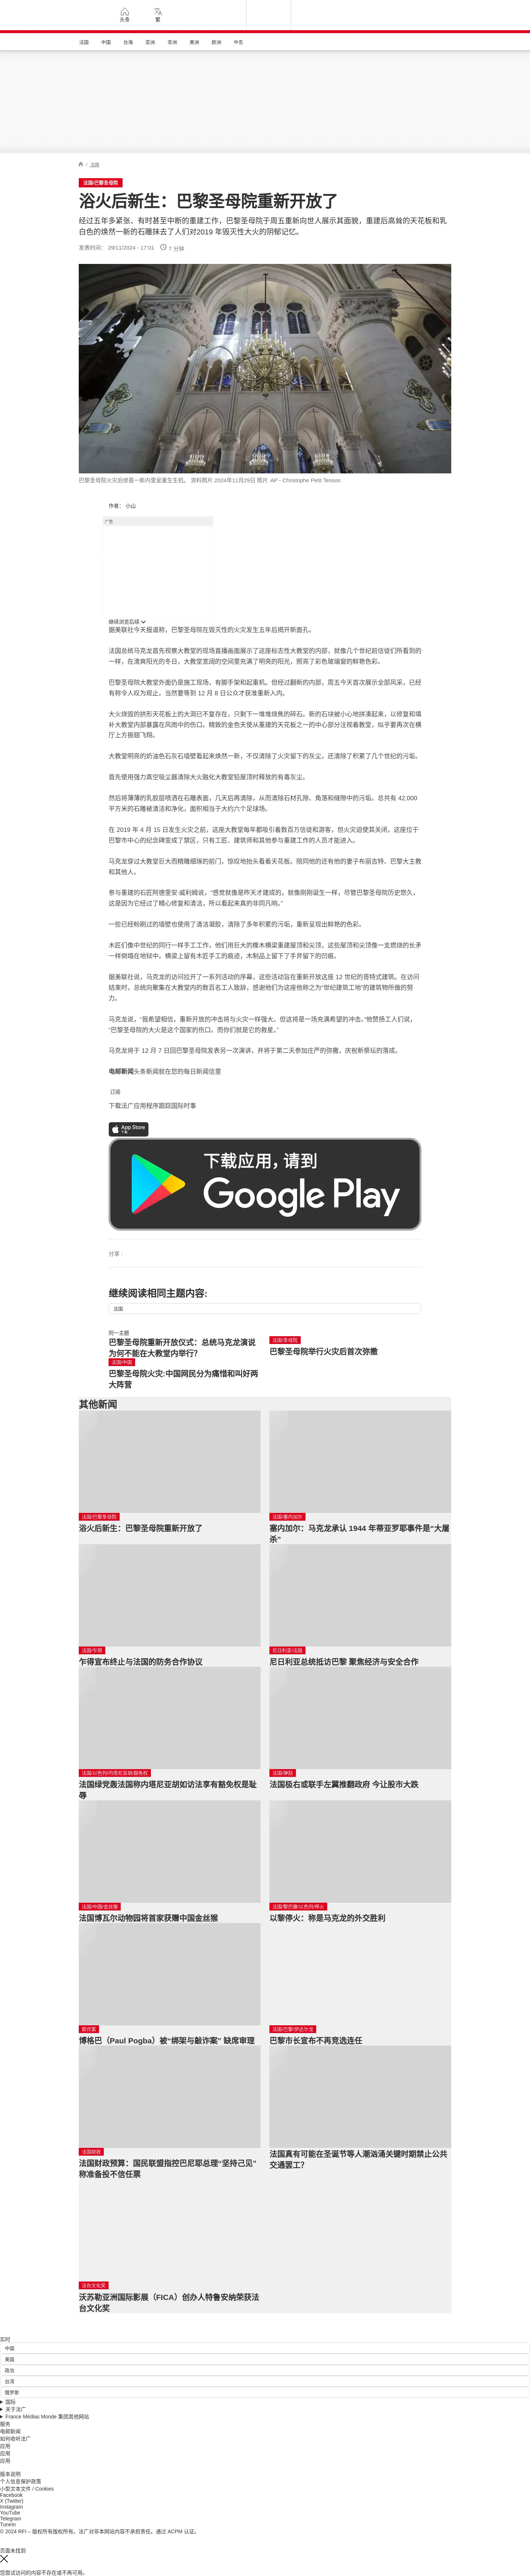 头条
繁
法国
中国
台海
亚洲
非洲
美洲
欧洲
中东
/ 法国
法国/巴黎圣母院
浴火后新生：巴黎圣母院重新开放了
经过五年多紧张、有时甚至中断的重建工作，巴黎圣母院于周五重新向世人展示其面貌，重建后高耸的天花板和乳
白色的焕然一新的石雕抹去了人们对2019 年毁灭性大火的阴郁记忆。
发表时间： 29/11/2024 - 17:01 7 分钟
巴黎圣母院火灾后修葺一新内里呈重生生机。 资料照片 2024年11月29日 照片 AP - Christophe Petit Tesson
作者： 小山
广告
继续浏览后续
据美联社今天报道称，巴黎圣母院在毁灭性的火灾发生五年后揭开新面孔。
法国总统马克龙首先视察大教堂的现场直播画面展示了这座标志性大教堂的内部，就像几个世纪前信徒们所看到的
一样，在清爽阳光的冬日，大教堂宽阔的空间里充满了明亮的阳光，照亮了彩色玻璃窗的鲜艳色彩。
巴黎圣母院大教堂外面仍是施工现场，有脚手架和起重机。但经过翻新的内部，周五今天首次展示全部风采，已经
有称令人叹为观止。当然要等到 12 月 8 日公众才获准重新入内。
大火烧毁的拱形天花板上的大洞已不复存在，只剩下一堆堆烧焦的碎石。新的石块被小心地拼凑起来，以修复和填
补大教堂内部暴露在风雨中的伤口。精致的金色天使从重建的天花板之一的中心部分注视着教堂，似乎要再次在横
厅上方振翅飞翔。
大教堂明亮的奶油色石灰石墙壁看起来焕然一新，不仅清除了火灾留下的灰尘，还清除了积累了几个世纪的污垢。
首先使用强力真空吸尘器清除大火融化大教堂铅屋顶时释放的有毒灰尘。
然后将薄薄的乳胶层喷洒在石雕表面，几天后再清除，从而清除石材孔隙、角落和缝隙中的污垢。总共有 42,000
平方米的石雕被清洁和净化，面积相当于大约六个足球场。
在 2019 年 4 月 15 日发生火灾之前，这座大教堂每年都吸引着数百万信徒和游客，但火灾迫使其关闭，这座位于
巴黎市中心的纪念碑变成了禁区，只有工匠、建筑师和其他参与重建工作的人员才能进入。
马克龙穿过大教堂巨大而精雕细琢的前门，惊叹地抬头看着天花板。陪同他的还有他的妻子布丽吉特、巴黎大主教
和其他人。
参与重建的石匠阿德里安·威利姆说，“感觉就像是昨天才建成的，就像刚刚诞生一样，尽管巴黎圣母院历史悠久，
这是因为它经过了精心修复和清洁，所以看起来真的非同凡响。”
一些已经粉刷过的墙壁也使用了清洁凝胶，清除了多年积累的污垢，重新呈现出鲜艳的色彩。
木匠们像中世纪的同行一样手工工作，他们用巨大的橡木横梁重建屋顶和尖顶，这些屋顶和尖顶像一支燃烧的长矛
一样倒塌在地狱中。横梁上留有木匠手工的痕迹，木制品上留下了手斧留下的凹痕。
据美联社说，马克龙的访问拉开了一系列活动的序幕，这些活动旨在重新开放这座 12 世纪的哥特式建筑。在访问
结束时，总统向聚集在大教堂内的数百名工人致辞，感谢他们为这座他称之为“世纪建筑工地”的建筑物所做的努
力。
马克龙说，“我希望相信，重新开放的冲击将与火灾一样强大。但这将是一场充满希望的冲击。”他赞扬工人们说，
“巴黎圣母院的大火是这个国家的伤口。而你们就是它的救星。”
马克龙将于 12 月 7 日回巴黎圣母院发表另一次演讲，并将于第二天参加庄严的弥撒，庆祝新祭坛的落成。
电邮新闻头条新闻就在您的每日新闻信里
订阅
下载法广应用程序跟踪国际时事
App Store
下载
下载应用，请到
Google Play
分享 :
继续阅读相同主题内容:
法国
同一主题
巴黎圣母院重新开放仪式：总统马克龙演说
为何不能在大教堂内举行?
法国/圣母院
巴黎圣母院举行火灾后首次弥撒
法国/中国
巴黎圣母院火灾:中国网民分为痛惜和叫好两
大阵营
其他新闻
法国/巴黎圣母院
浴火后新生：巴黎圣母院重新开放了
法国/塞内加尔
塞内加尔：马克龙承认 1944 年蒂亚罗耶事件是“大屠
杀”
法国/乍得
乍得宣布终止与法国的防务合作协议
尼日利亚/法国
尼日利亚总统抵访巴黎 聚焦经济与安全合作
法国/以色列/内塔尼亚胡/豁免权
法国绿党轰法国称内塔尼亚胡如访法享有豁免权是耻
辱
法国/弹劾
法国极右或联手左翼推翻政府 今让股市大跌
法国/中国/金丝猴
法国博瓦尔动物园将首家获赠中国金丝猴
法国/黎巴嫩/以色列/停火
以黎停火：称是马克龙的外交胜利
欺诈案
博格巴（Paul Pogba）被“绑架与敲诈案” 缺席审理
法国/巴黎/伊达尔戈
巴黎市长宣布不再竞选连任
法国财政
法国财政预算：国民联盟指控巴尼耶总理“坚持己见”
称准备投不信任票
法国真有可能在圣诞节等人潮汹涌关键时期禁止公共
交通罢工？
法台文化奖
沃苏勒亚洲国际影展（FICA）创办人特鲁安纳荣获法
台文化奖
实时
中国
美国
政治
台湾
俄罗斯
国际
关于法广
France Médias Monde 集团其他网站
服务
电邮新闻
如何收听法广
应用
应用
应用
版本说明
个人信息保护政策
小型文本文件 / Cookies
Facebook
X (Twitter)
Instagram
YouTube
Telegram
TuneIn
© 2024 RFI – 版权所有版权所有。法广对非本网站内容不承担责任。通过 ACPM 认证。
页面未找到
您尝试访问的内容不存在或不再可用。